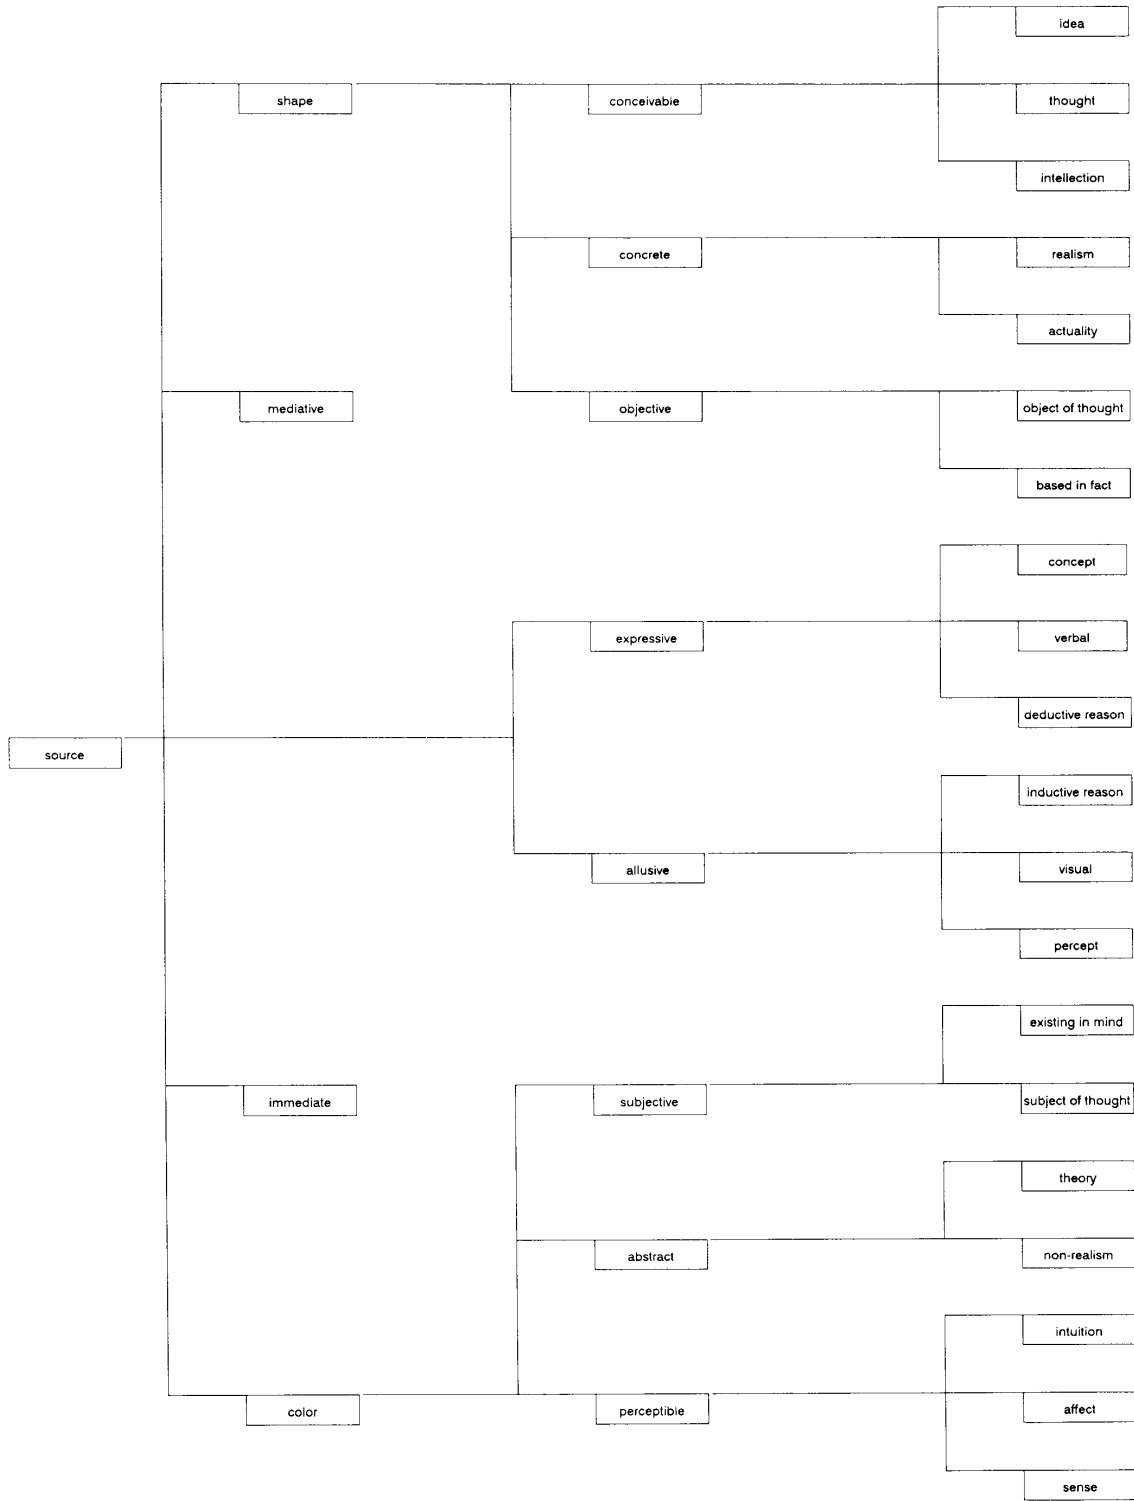 idea
shape
conceivable
thought
intellection
concrete
realism
actuality
mediative
objective
object of thought
based in fact
concept
expressive
verbal
deductive reason
source
inductive reason
allusive
visual
percept
existing in mind
immediate
subjective
subject of thought
theory
abstract
non-realism
intuition
color
perceptible
affect
sense